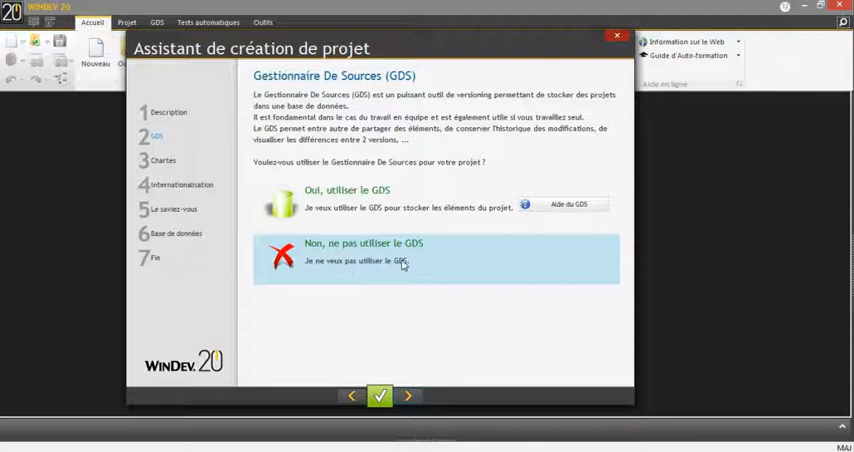 20
WINDEV 20
Accueil
Projet
GDS
Tests automatiques
Outils
Nouveau
Information sur le Web
Guide d'Auto-formation
Aide en ligne
Assistant de création de projet
1 Description
2 GDS
3 Chartes
4 Internationalisation
5 Le saviez-vous
6 Base de données
7 Fin
WINDEV. 20
Gestionnaire De Sources (GDS)
Le Gestionnaire De Sources (GDS) est un puissant outil de versioning permettant de stocker des projets
dans une base de données.
Il est fondamental dans le cas du travail en équipe et est également utile si vous travaillez seul.
Le GDS permet entre autre de partager des éléments, de conserver l'historique des modifications, de
visualiser les différences entre 2 versions, ...
Voulez-vous utiliser le Gestionnaire De Sources pour votre projet ?
Oui, utiliser le GDS
Je veux utiliser le GDS pour stocker les éléments du projet.
Aide du GDS
Non, ne pas utiliser le GDS
Je ne veux pas utiliser le GDS.
MAJ